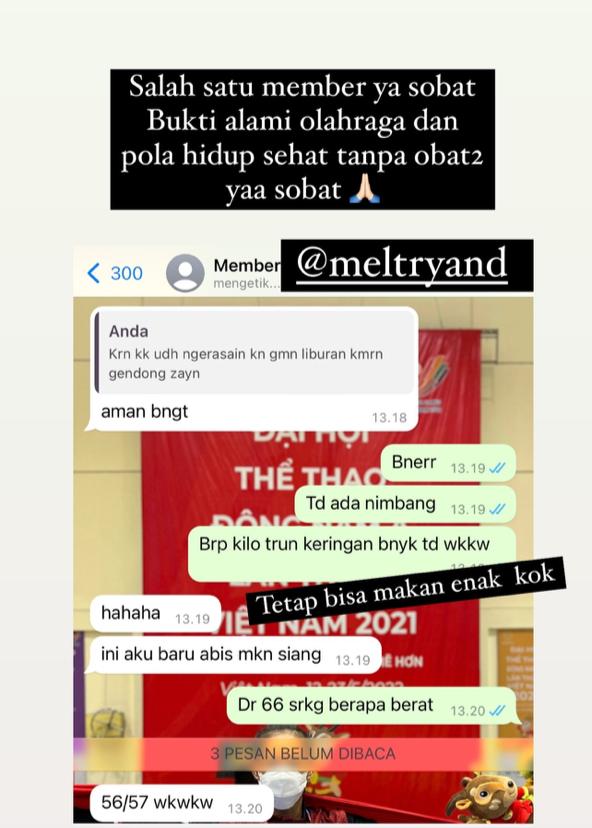 Salah satu member ya sobat
Bukti alami olahraga dan
pola hidup sehat tanpa obat2
yaa sobat 🙏🏻
300
Member
@meltryand
mengetik...
Anda
Krn kk udh ngerasain kn gmn liburan kmrn
gendong zayn
aman bngt
13.18
ĐẠI HỘI
Bnerr 13.19
THỂ THAO
Td ada nimbang 13.19
ĐÔNG NAM Á
Brp kilo trun keringan bnyk td wkkw
Tetap bisa makan enak kok
hahaha 13.19
VIỆT NAM 2021
ini aku baru abis mkn siang 13.19
Ẽ HƠN
Dr 66 srkg berapa berat 13.20
3 PESAN BELUM DIBACA
56/57 wkwkw 13.20